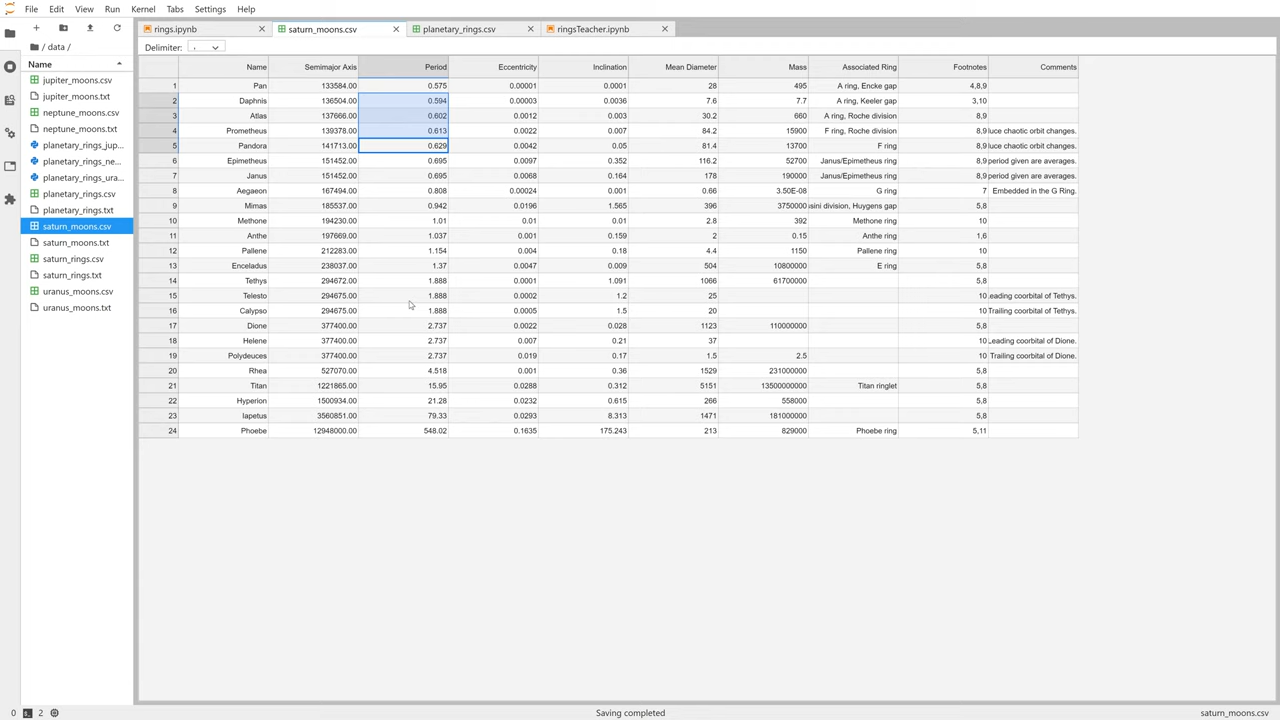 File Edit View Run Kernel Tabs Settings Help
rings.ipynb saturn_moons.csv planetary_rings.csv ringsTeacher.ipynb
/ data /
Delimiter: ,
Name
jupiter_moons.csv
jupiter_moons.txt
neptune_moons.csv
neptune_moons.txt
planetary_rings_jup...
planetary_rings_ne...
planetary_rings_ura...
planetary_rings.csv
planetary_rings.txt
saturn_moons.csv
saturn_moons.txt
saturn_rings.csv
saturn_rings.txt
uranus_moons.csv
uranus_moons.txt
Name Semimajor Axis Period Eccentricity Inclination Mean Diameter Mass Associated Ring Footnotes Comments
1 Pan 133584.00 0.575 0.00001 0.0001 28 495 A ring, Encke gap 4,8,9
2 Daphnis 136504.00 0.594 0.00003 0.0036 7.6 7.7 A ring, Keeler gap 3,10
3 Atlas 137666.00 0.602 0.0012 0.003 30.2 660 A ring, Roche division 8,9
4 Prometheus 139378.00 0.613 0.0022 0.007 84.2 15900 F ring, Roche division 8,9 luce chaotic orbit changes.
5 Pandora 141713.00 0.629 0.0042 0.05 81.4 13700 F ring 8,9 luce chaotic orbit changes.
6 Epimetheus 151452.00 0.695 0.0097 0.352 116.2 52700 Janus/Epimetheus ring 8,9 period given are averages.
7 Janus 151452.00 0.695 0.0068 0.164 178 190000 Janus/Epimetheus ring 8,9 period given are averages.
8 Aegaeon 167494.00 0.808 0.00024 0.001 0.66 3.50E-08 G ring 7 Embedded in the G Ring.
9 Mimas 185537.00 0.942 0.0196 1.565 396 3750000 sini division, Huygens gap 5,8
10 Methone 194230.00 1.01 0.01 0.01 2.8 392 Methone ring 10
11 Anthe 197669.00 1.037 0.001 0.159 2 0.15 Anthe ring 1,6
12 Pallene 212283.00 1.154 0.004 0.18 4.4 1150 Pallene ring 10
13 Enceladus 238037.00 1.37 0.0047 0.009 504 10800000 E ring 5,8
14 Tethys 294672.00 1.888 0.0001 1.091 1066 61700000 5,8
15 Telesto 294675.00 1.888 0.0002 1.2 25 10 Leading coorbital of Tethys.
16 Calypso 294675.00 1.888 0.0005 1.5 20 10 Trailing coorbital of Tethys.
17 Dione 377400.00 2.737 0.0022 0.028 1123 110000000 5,8
18 Helene 377400.00 2.737 0.007 0.21 37 10 Leading coorbital of Dione.
19 Polydeuces 377400.00 2.737 0.019 0.17 1.5 2.5 10 Trailing coorbital of Dione.
20 Rhea 527070.00 4.518 0.001 0.36 1529 231000000 5,8
21 Titan 1221865.00 15.95 0.0288 0.312 5151 13500000000 Titan ringlet 5,8
22 Hyperion 1500934.00 21.28 0.0232 0.615 266 558000 5,8
23 Iapetus 3560851.00 79.33 0.0293 8.313 1471 181000000 5,8
24 Phoebe 12948000.00 548.02 0.1635 175.243 213 829000 Phoebe ring 5,11
0 2 Saving completed saturn_moons.csv